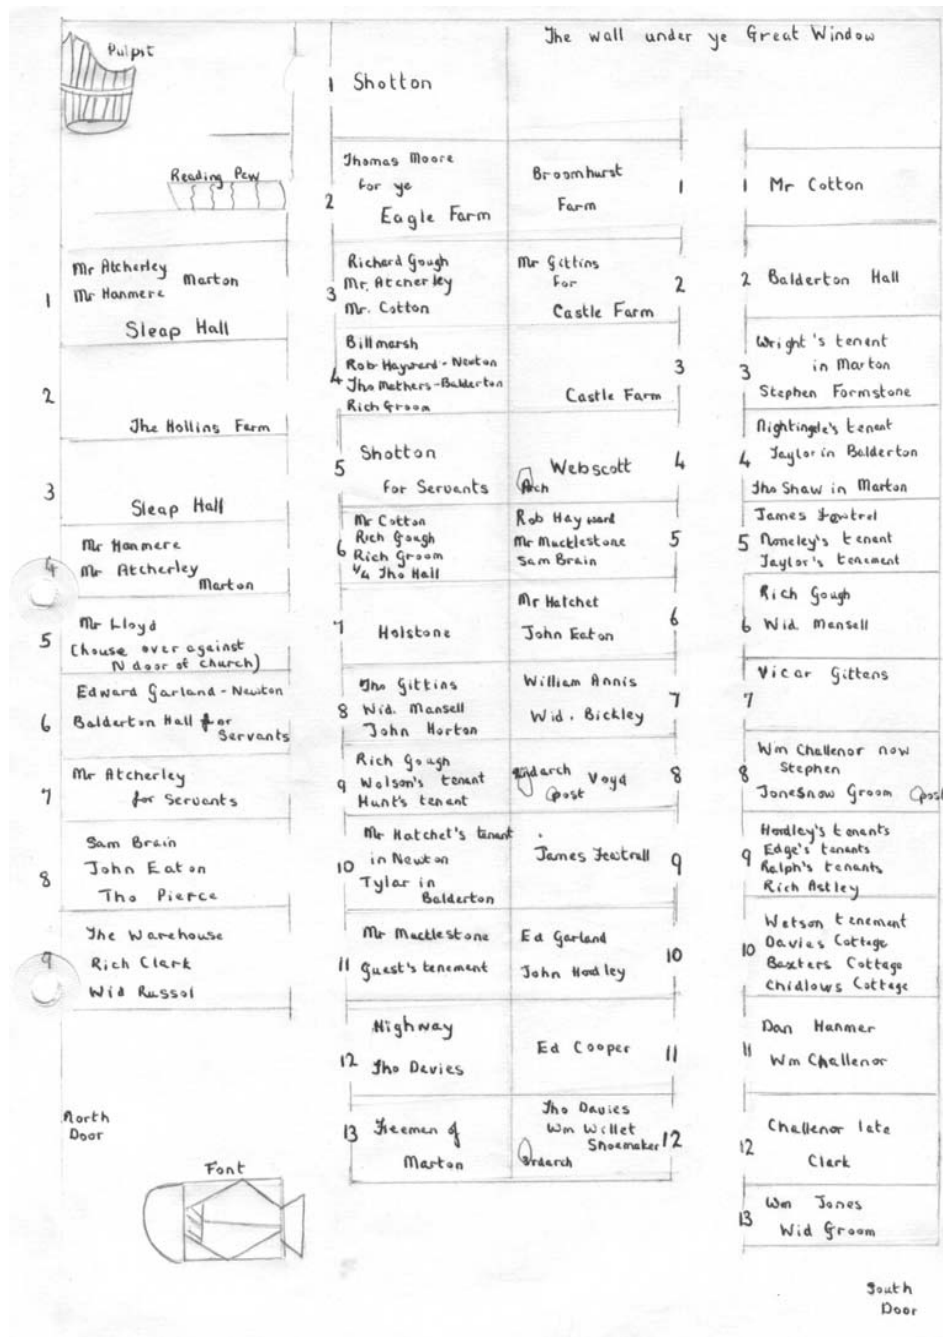 The wall under ye Great Window
Pulpit
Reading Pew
1
Mr Atcherley
Mr Hanmere
Marton
Sleap Hall
2
The Hollins Farm
3
Sleap Hall
4
Mr Hanmere
Mr Atcherley
Marton
5
Mr Lloyd
(house over against
N door of church)
6
Edward Garland - Newton
Balderton Hall for
Servants
7
Mr Atcherley
for Servants
8
Sam Brain
John Eaton
Tho Pierce
9
The Warehouse
Rich Clark
Wid Russol
North
Door
Font
1 Shotton
2
Thomas Moore
for ye
Eagle Farm
3
Richard Gough
Mr. Atcherley
Mr. Cotton
4
Billmarsh
Rob Hayward - Newton
Tho Mathers - Balderton
Rich Groom
5
Shotton
for Servants
6
Mr Cotton
Rich Gough
Rich Groom
1/4 Tho Hall
7
Holstone
8
Tho Gittins
Wid. Mansell
John Horton
9
Rich Gough
Watson's tenant
Hunt's tenant
10
Mr Hatchet's tenant
in Newton
Tylar in
Balderton
11
Mr Mucklestone
Guest's tenement
12
Highway
Tho Davies
13
Freemen of
Marton
1
Broomhurst
Farm
2
Mr Gittins
for
Castle Farm
3
Castle Farm
4
Webscott
Arch
5
Rob Hayward
Mr Mucklestone
Sam Brain
6
Mr Hatchet
John Eaton
7
William Annis
Wid. Bickley
8
Voyd
post
9
James Fewtrull
10
Ed Garland
John Hordley
11
Ed Cooper
12
Tho Davies
Wm Willet
Shoemaker
3rdarch
1 Mr Cotton
2 Balderton Hall
3
Wright's tenant
in Marton
Stephen Formstone
4
Nightingale's tenant
Taylor in Balderton
Tho Shaw in Marton
5
James Fewtrel
Noneley's tenant
Taylor's tenement
6
Rich Gough
Wid. Mansell
7
Vicar Gittens
8
Wm Challenor now
Stephen
Jonesnow Groom
post
9
Hordley's tenants
Edge's tenants
Ralph's tenants
Rich Astley
10
Watson tenement
Davies Cottage
Baxters Cottage
Chidlows Cottage
11
Dan Hanmer
Wm Challenor
12
Challenor late
Clark
13
Wm Jones
Wid Groom
South
Door